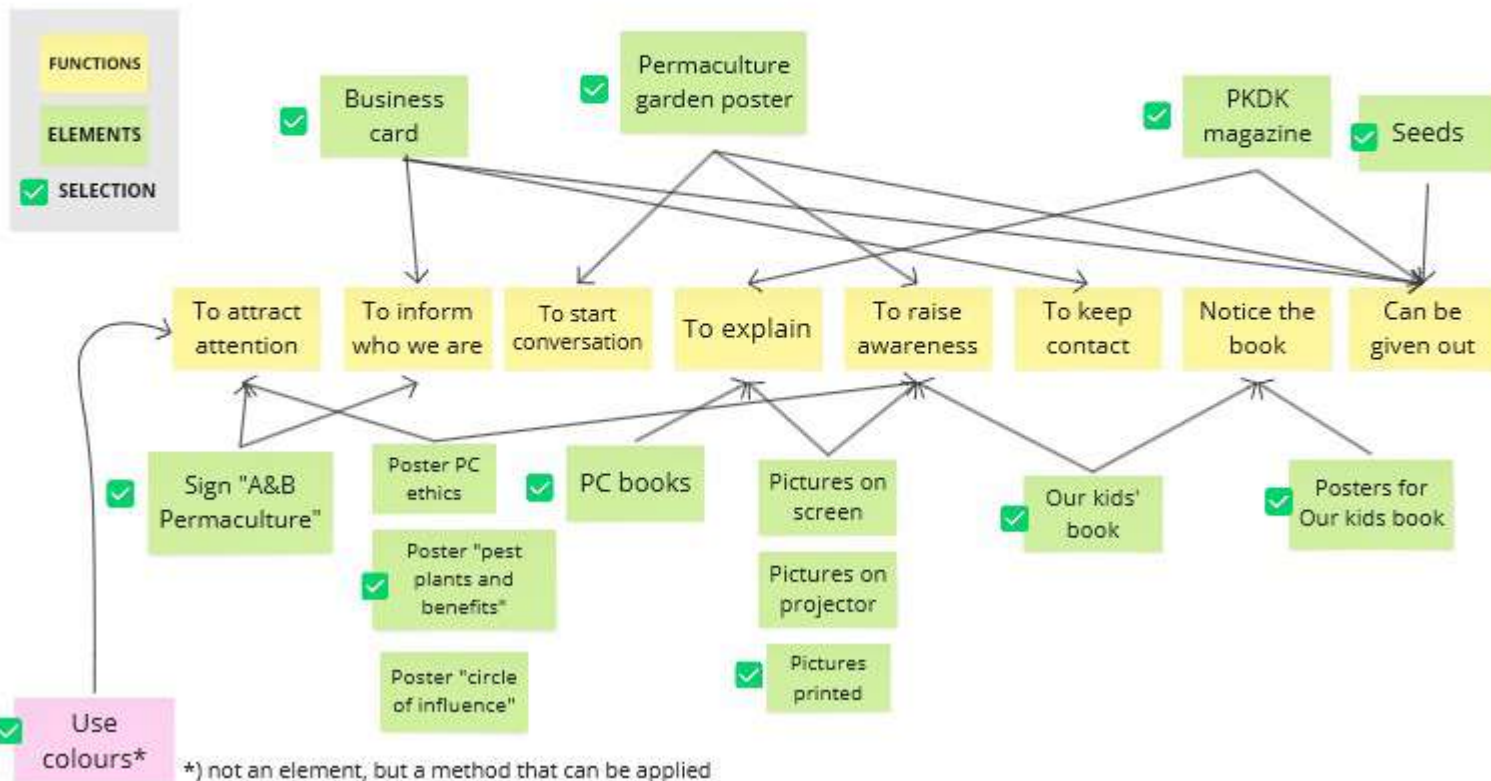 FUNCTIONS
ELEMENTS
SELECTION
Business
card
Permaculture
garden poster
PKDK
magazine
Seeds
To attract
attention
To inform
who we are
To start
conversation
To explain
To raise
awareness
To keep
contact
Notice the
book
Can be
given out
Sign "A&B
Permaculture"
Poster PC
ethics
PC books
Pictures on
screen
Our kids'
book
Posters for
Our kids book
Poster "pest
plants and
benefits"
Pictures on
projector
Poster "circle
of influence"
Pictures
printed
Use
colours*
*) not an element, but a method that can be applied